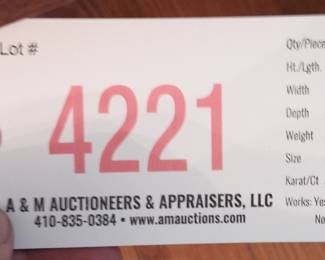 Lot #
4221
A & M AUCTIONEERS & APPRAISERS, LLC
410-835-0384 • www.amauctions.com
Qty/Piece
Ht./Lgth.
Width
Depth
Weight
Size
Karat/Ct
Works: Yes
No